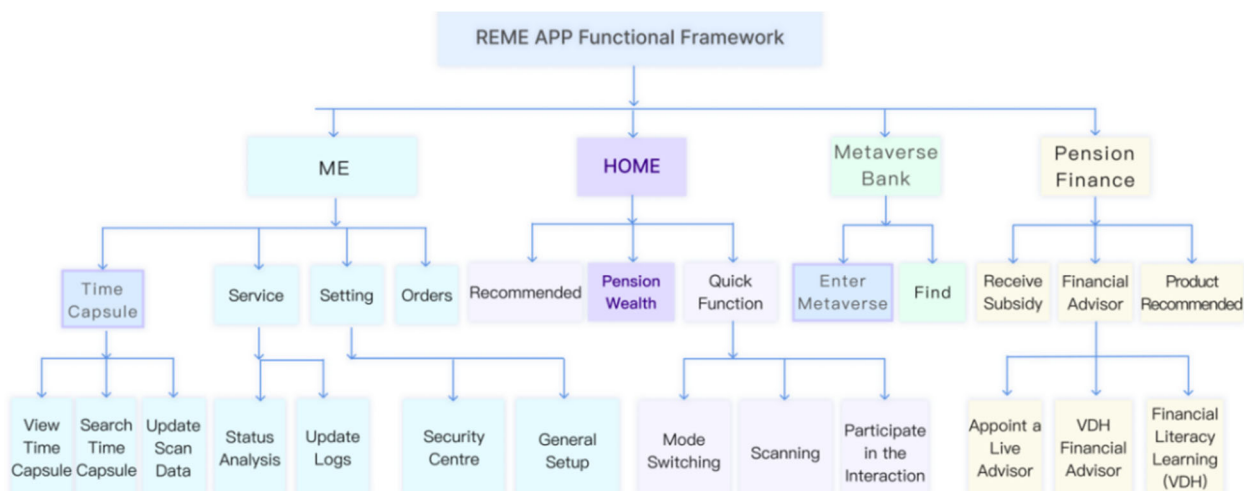 REME APP Functional Framework
ME
HOME
Metaverse
Bank
Pension
Finance
Time
Capsule
Service
Setting
Orders
Recommended
Pension
Wealth
Quick
Function
Enter
Metaverse
Find
Receive
Subsidy
Financial
Advisor
Product
Recommended
View
Time
Capsule
Search
Time
Capsule
Update
Scan
Data
Status
Analysis
Update
Logs
Security
Centre
General
Setup
Mode
Switching
Scanning
Participate
in the
Interaction
Appoint a
Live
Advisor
VDH
Financial
Advisor
Financial
Literacy
Learning
(VDH)